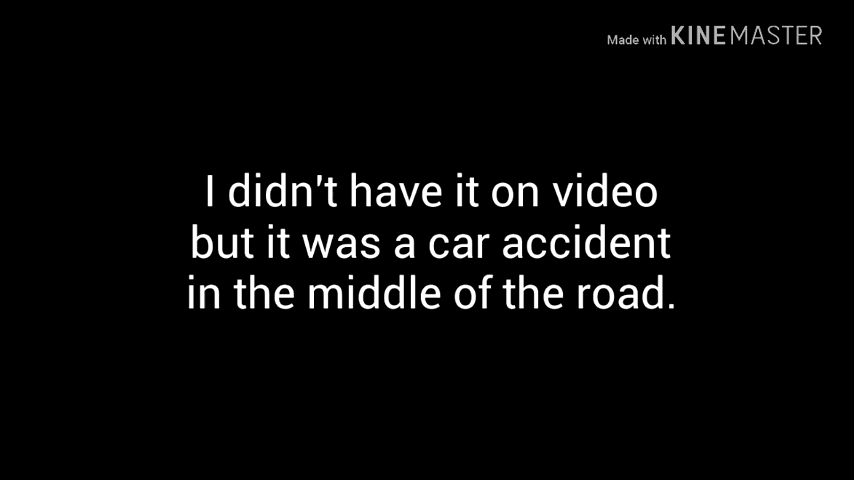 Made with KINEMASTER
I didn't have it on video
but it was a car accident
in the middle of the road.